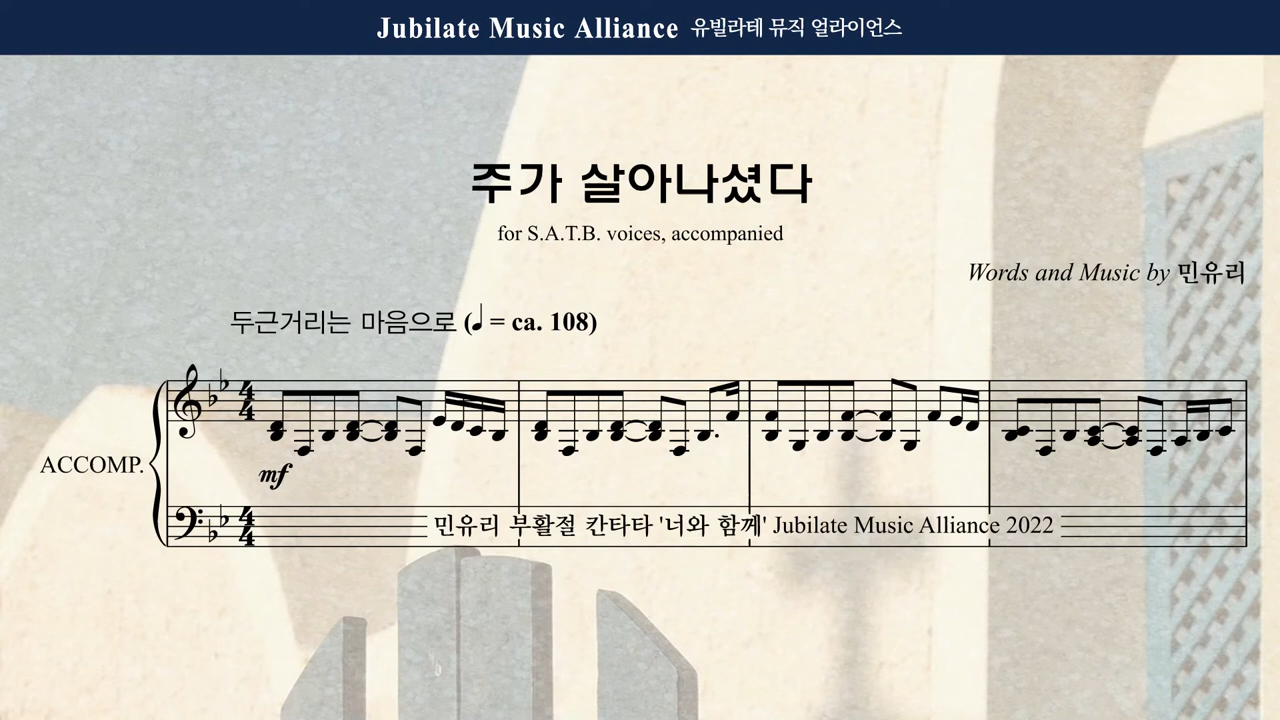 Jubilate Music Alliance 유빌라테 뮤직 얼라이언스
주가 살아나셨다
for S.A.T.B. voices, accompanied
Words and Music by 민유리
두근거리는 마음으로 (♩ = ca. 108)
ACCOMP.
mf
민유리 부활절 칸타타 '너와 함께' Jubilate Music Alliance 2022